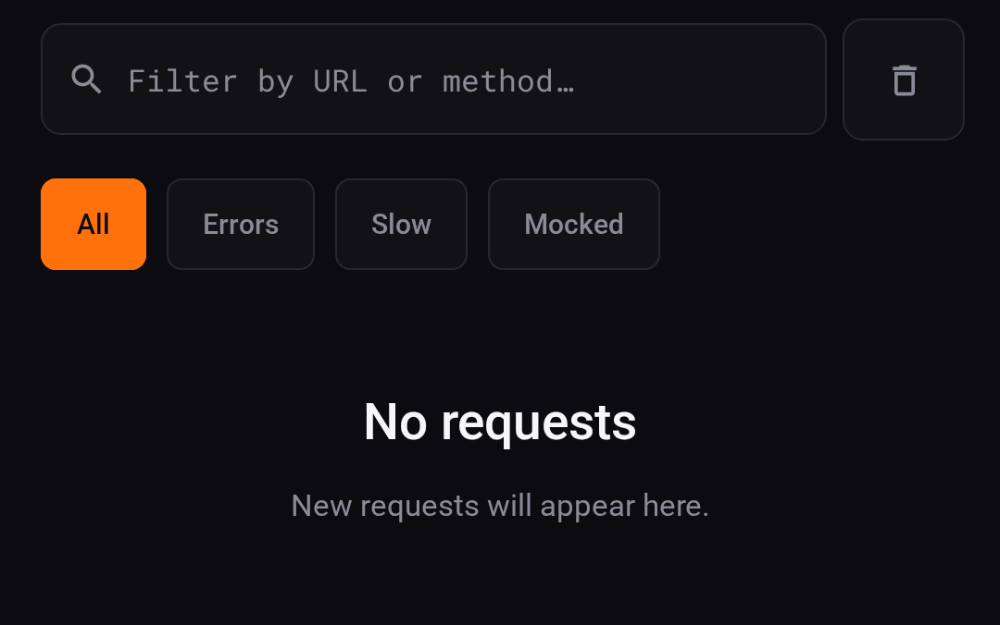 Filter by URL or method…
All Errors Slow Mocked
No requests
New requests will appear here.